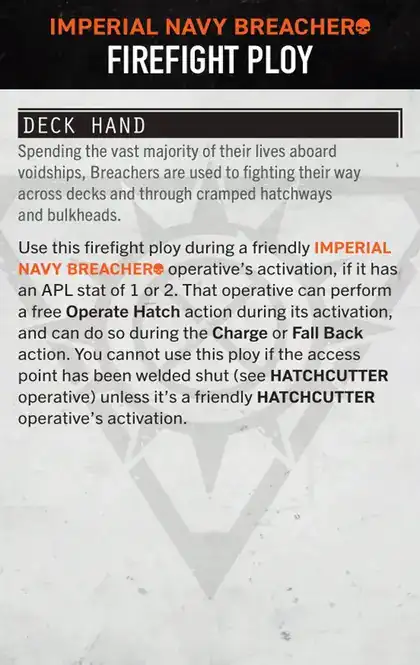 IMPERIAL NAVY BREACHER
FIREFIGHT PLOY
DECK HAND
Spending the vast majority of their lives aboard
voidships, Breachers are used to fighting their way
across decks and through cramped hatchways
and bulkheads.
Use this firefight ploy during a friendly IMPERIAL
NAVY BREACHER operative's activation, if it has
an APL stat of 1 or 2. That operative can perform
a free Operate Hatch action during its activation,
and can do so during the Charge or Fall Back
action. You cannot use this ploy if the access
point has been welded shut (see HATCHCUTTER
operative) unless it's a friendly HATCHCUTTER
operative's activation.